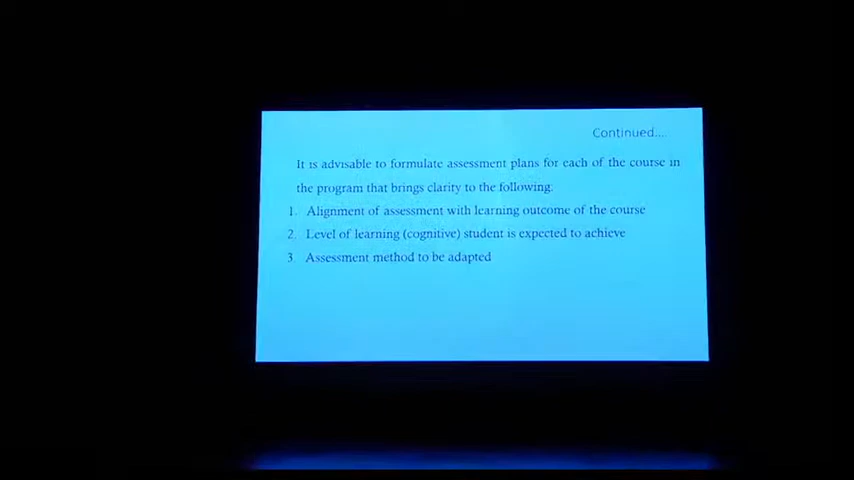 Continued....
It is advisable to formulate assessment plans for each of the course in
the program that brings clarity to the following:
1. Alignment of assessment with learning outcome of the course
2. Level of learning (cognitive) student is expected to achieve
3. Assessment method to be adapted